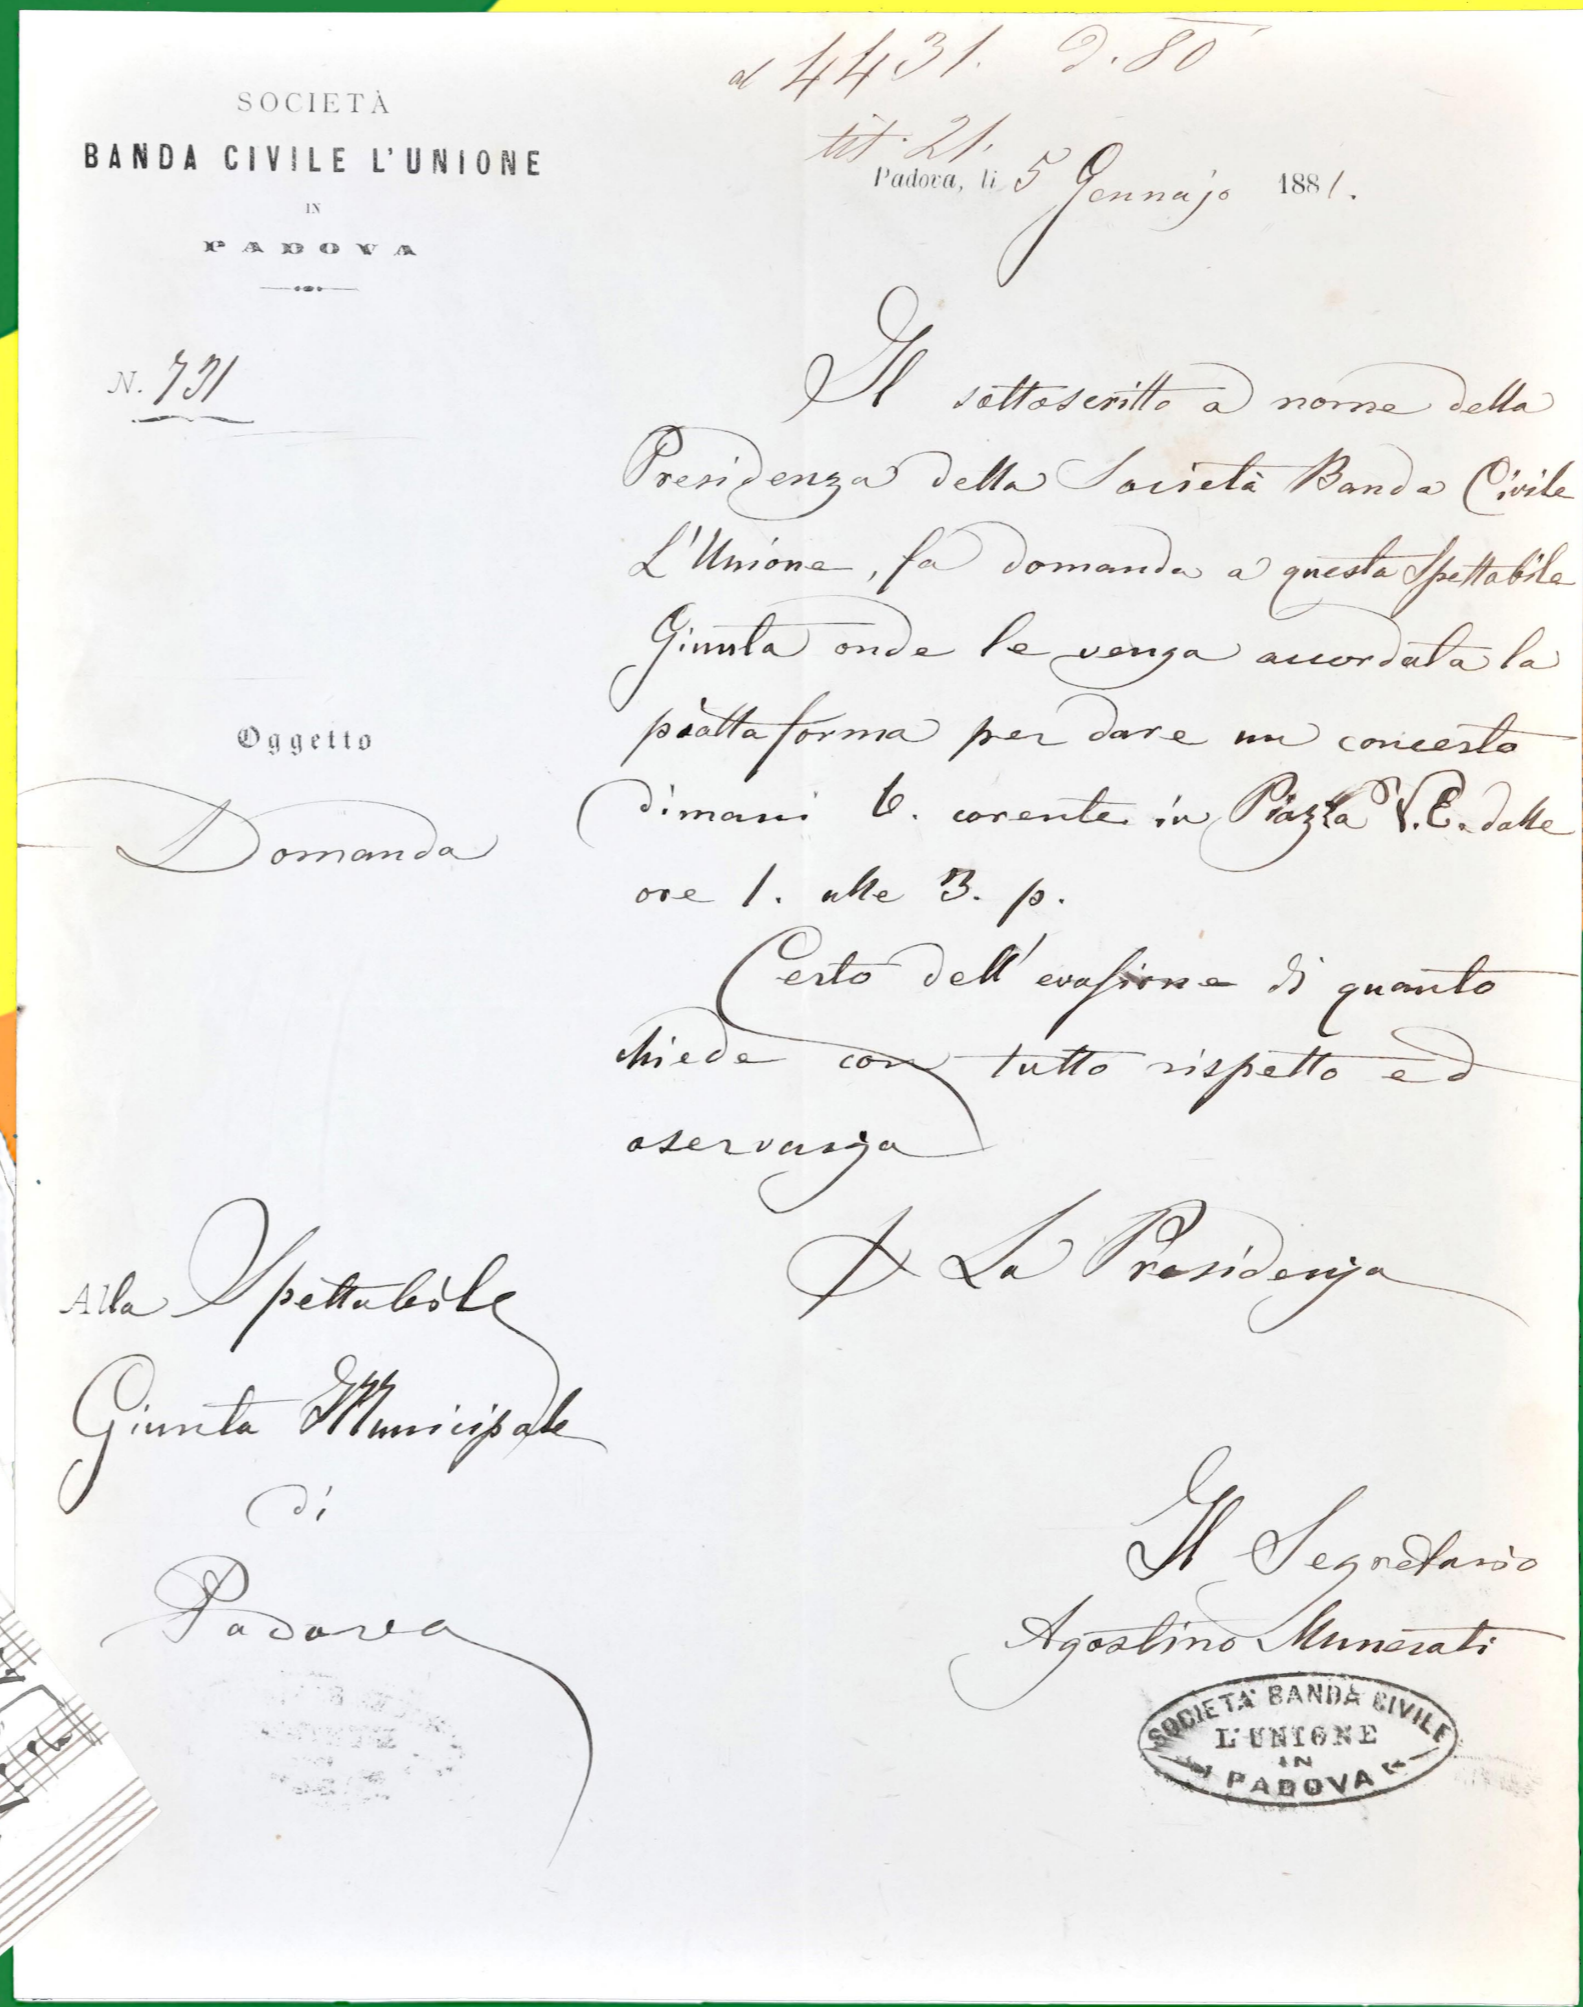 al 4431. D. 80
tit. 21.
SOCIETÀ
BANDA CIVILE L'UNIONE
IN
PADOVA
Padova, li 5 Gennajo 1881.
N. 731
Il sottoscritto a nome della
Presidenza della Società Banda Civile
L'Unione, fa domanda a questa Spettabile
Giunta onde le venga accordata la
piattaforma per dare un concerto
dimani 6. corente in Piazza V.E. dalle
ore 1. alle 3. p.
Certo dell'evasione di quanto
chiede con tutto rispetto ed
oservanza
La Presidenza
Oggetto
Domanda
Alla Spettabile
Giunta Municipale
di
Padova
Il Segretario
Agostino Munerati
SOCIETÀ BANDA CIVILE
L'UNIONE
IN
PADOVA